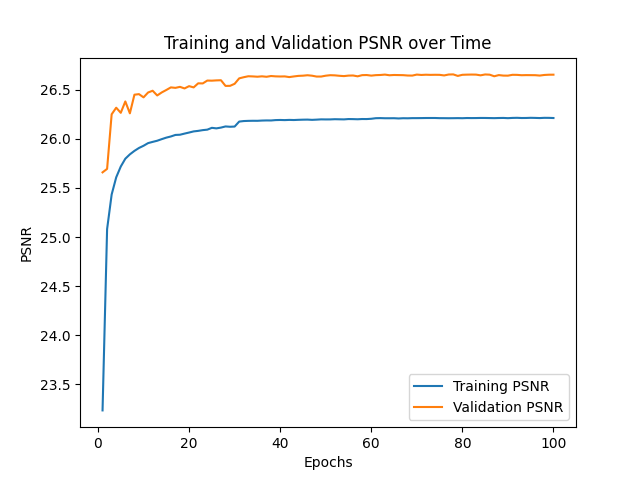 Training and Validation PSNR over Time
PSNR
26.5
26.0
25.5
25.0
24.5
24.0
23.5
Training PSNR
Validation PSNR
0 20 40 60 80 100
Epochs